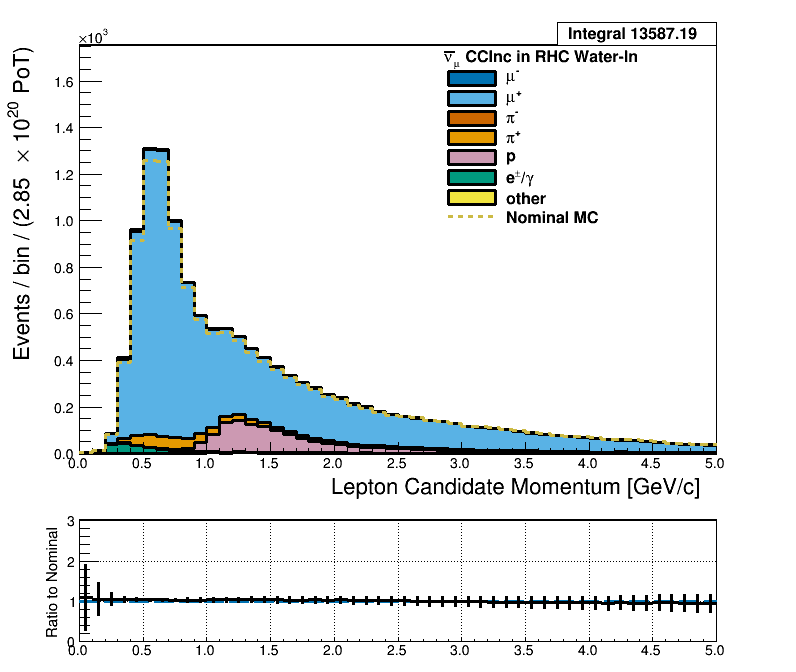 Integral 13587.19
×10³
ν̅μ CCInc in RHC Water-In
μ⁻
μ⁺
π⁻
π⁺
p
e±/γ
other
Nominal MC
Events / bin / (2.85 × 10²⁰ PoT)
1.6
1.4
1.2
1.0
0.8
0.6
0.4
0.2
0.0
0.0 0.5 1.0 1.5 2.0 2.5 3.0 3.5 4.0 4.5 5.0
Lepton Candidate Momentum [GeV/c]
Ratio to Nominal
3
2
1
0
0.0 0.5 1.0 1.5 2.0 2.5 3.0 3.5 4.0 4.5 5.0